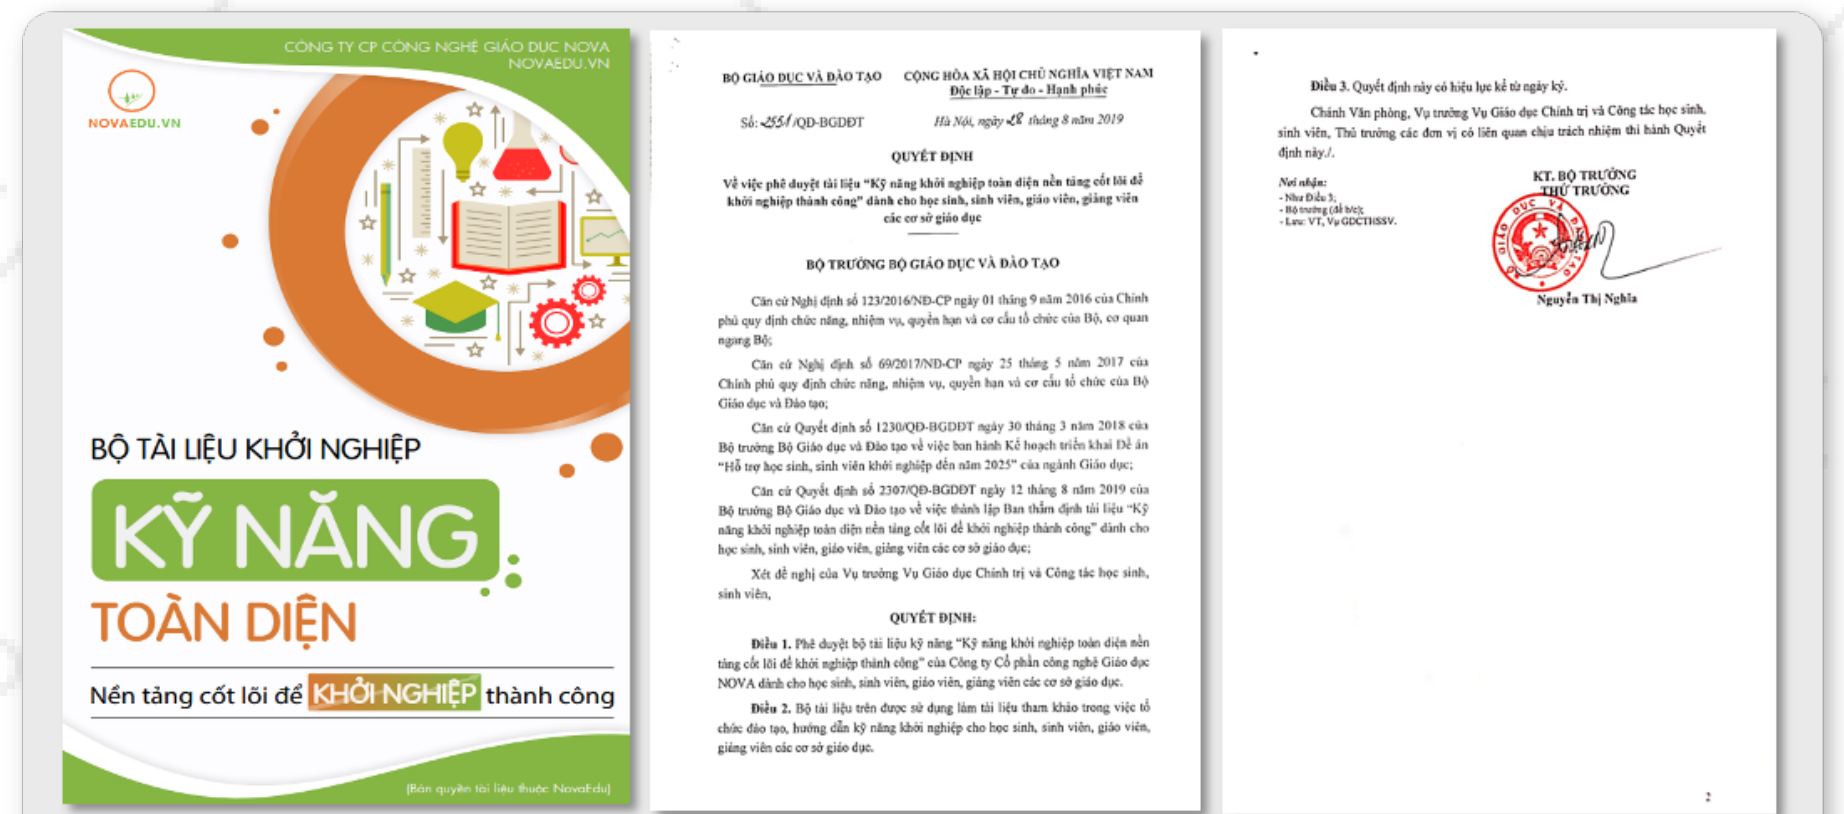 CÔNG TY CP CÔNG NGHỆ GIÁO DỤC NOVA
NOVAEDU.VN
NOVAEDU.VN
BỘ TÀI LIỆU KHỞI NGHIỆP
KỸ NĂNG
TOÀN DIỆN
Nền tảng cốt lõi để KHỞI NGHIỆP thành công
(Bản quyền tài liệu thuộc NovaEdu)
BỘ GIÁO DỤC VÀ ĐÀO TẠO
CỘNG HÒA XÃ HỘI CHỦ NGHĨA VIỆT NAM
Độc lập - Tự do - Hạnh phúc
Số: 2551/QĐ-BGDĐT
Hà Nội, ngày 28 tháng 8 năm 2019
QUYẾT ĐỊNH
Về việc phê duyệt tài liệu “Kỹ năng khởi nghiệp toàn diện nền tảng cốt lõi để
khởi nghiệp thành công” dành cho học sinh, sinh viên, giáo viên, giảng viên
các cơ sở giáo dục
BỘ TRƯỞNG BỘ GIÁO DỤC VÀ ĐÀO TẠO
Căn cứ Nghị định số 123/2016/NĐ-CP ngày 01 tháng 9 năm 2016 của Chính
phủ quy định chức năng, nhiệm vụ, quyền hạn và cơ cấu tổ chức của Bộ, cơ quan
ngang Bộ;
Căn cứ Nghị định số 69/2017/NĐ-CP ngày 25 tháng 5 năm 2017 của
Chính phủ quy định chức năng, nhiệm vụ, quyền hạn và cơ cấu tổ chức của Bộ
Giáo dục và Đào tạo;
Căn cứ Quyết định số 1230/QĐ-BGDĐT ngày 30 tháng 3 năm 2018 của
Bộ trưởng Bộ Giáo dục và Đào tạo về việc ban hành Kế hoạch triển khai Đề án
“Hỗ trợ học sinh, sinh viên khởi nghiệp đến năm 2025” của ngành Giáo dục;
Căn cứ Quyết định số 2307/QĐ-BGDĐT ngày 12 tháng 8 năm 2019 của
Bộ trưởng Bộ Giáo dục và Đào tạo về việc thành lập Ban thẩm định tài liệu “Kỹ
năng khởi nghiệp toàn diện nền tảng cốt lõi để khởi nghiệp thành công” dành cho
học sinh, sinh viên, giáo viên, giảng viên các cơ sở giáo dục;
Xét đề nghị của Vụ trưởng Vụ Giáo dục Chính trị và Công tác học sinh,
sinh viên,
QUYẾT ĐỊNH:
Điều 1. Phê duyệt bộ tài liệu kỹ năng “Kỹ năng khởi nghiệp toàn diện nền
tảng cốt lõi để khởi nghiệp thành công” của Công ty Cổ phần công nghệ Giáo dục
NOVA dành cho học sinh, sinh viên, giáo viên, giảng viên các cơ sở giáo dục.
Điều 2. Bộ tài liệu trên được sử dụng làm tài liệu tham khảo trong việc tổ
chức đào tạo, hướng dẫn kỹ năng khởi nghiệp cho học sinh, sinh viên, giáo viên,
giảng viên các cơ sở giáo dục.
Điều 3. Quyết định này có hiệu lực kể từ ngày ký.
Chánh Văn phòng, Vụ trưởng Vụ Giáo dục Chính trị và Công tác học sinh,
sinh viên, Thủ trưởng các đơn vị có liên quan chịu trách nhiệm thi hành Quyết
định này./.
Nơi nhận:
- Như Điều 3;
- Bộ trưởng (để b/c);
- Lưu: VT, Vụ GDCTHSSV.
KT. BỘ TRƯỞNG
THỨ TRƯỞNG
Nguyễn Thị Nghĩa
2